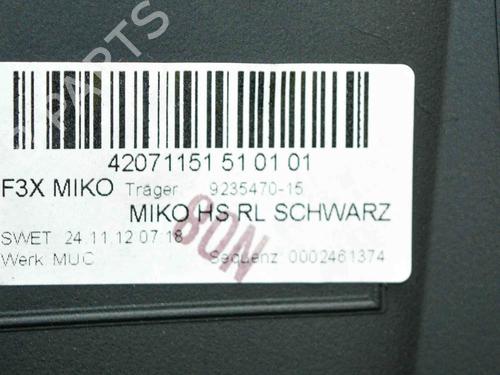 PARTS
42071151 51 01 01
F3X MIKO Träger 9235470-15
MIKO HS RL SCHWARZ
SWET 24.11.12 07:18
Werk: MUC Sequenz: 0002461374